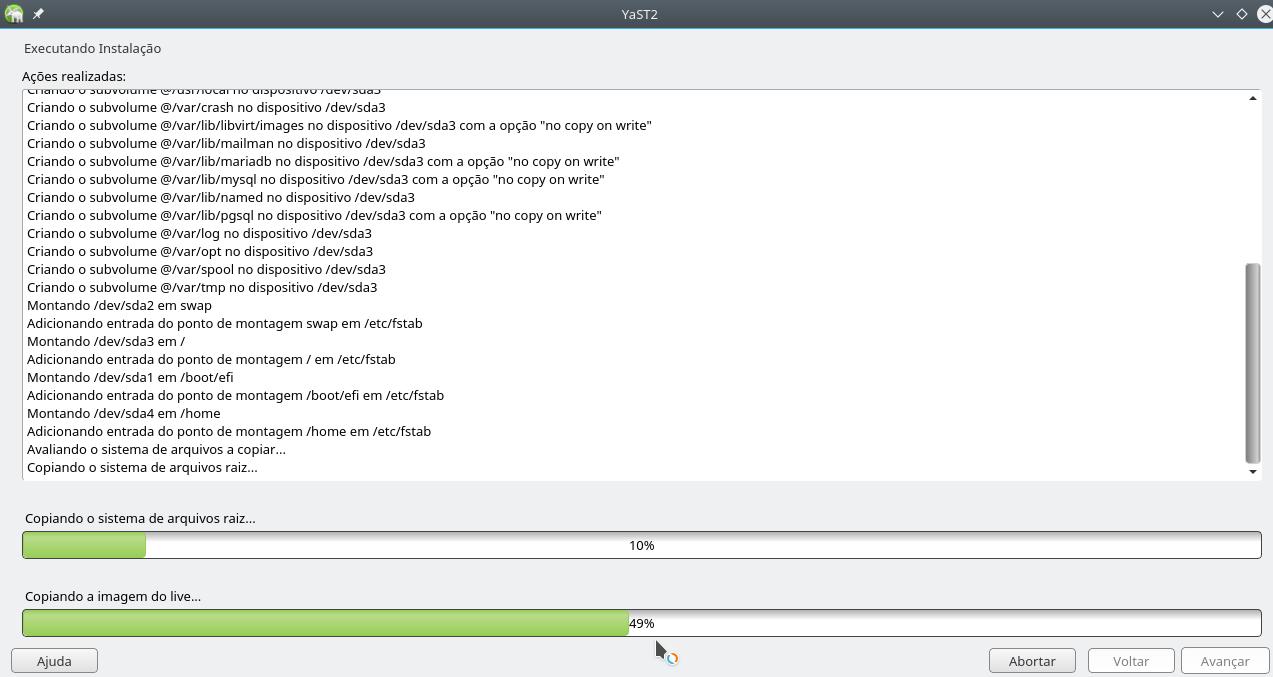 YaST2
Executando Instalação
Ações realizadas:
Criando o subvolume @/usr/local no dispositivo /dev/sda3
Criando o subvolume @/var/crash no dispositivo /dev/sda3
Criando o subvolume @/var/lib/libvirt/images no dispositivo /dev/sda3 com a opção "no copy on write"
Criando o subvolume @/var/lib/mailman no dispositivo /dev/sda3
Criando o subvolume @/var/lib/mariadb no dispositivo /dev/sda3 com a opção "no copy on write"
Criando o subvolume @/var/lib/mysql no dispositivo /dev/sda3 com a opção "no copy on write"
Criando o subvolume @/var/lib/named no dispositivo /dev/sda3
Criando o subvolume @/var/lib/pgsql no dispositivo /dev/sda3 com a opção "no copy on write"
Criando o subvolume @/var/log no dispositivo /dev/sda3
Criando o subvolume @/var/opt no dispositivo /dev/sda3
Criando o subvolume @/var/spool no dispositivo /dev/sda3
Criando o subvolume @/var/tmp no dispositivo /dev/sda3
Montando /dev/sda2 em swap
Adicionando entrada do ponto de montagem swap em /etc/fstab
Montando /dev/sda3 em /
Adicionando entrada do ponto de montagem / em /etc/fstab
Montando /dev/sda1 em /boot/efi
Adicionando entrada do ponto de montagem /boot/efi em /etc/fstab
Montando /dev/sda4 em /home
Adicionando entrada do ponto de montagem /home em /etc/fstab
Avaliando o sistema de arquivos a copiar...
Copiando o sistema de arquivos raiz...
Copiando o sistema de arquivos raiz...
10%
Copiando a imagem do live...
49%
Ajuda Abortar Voltar Avançar